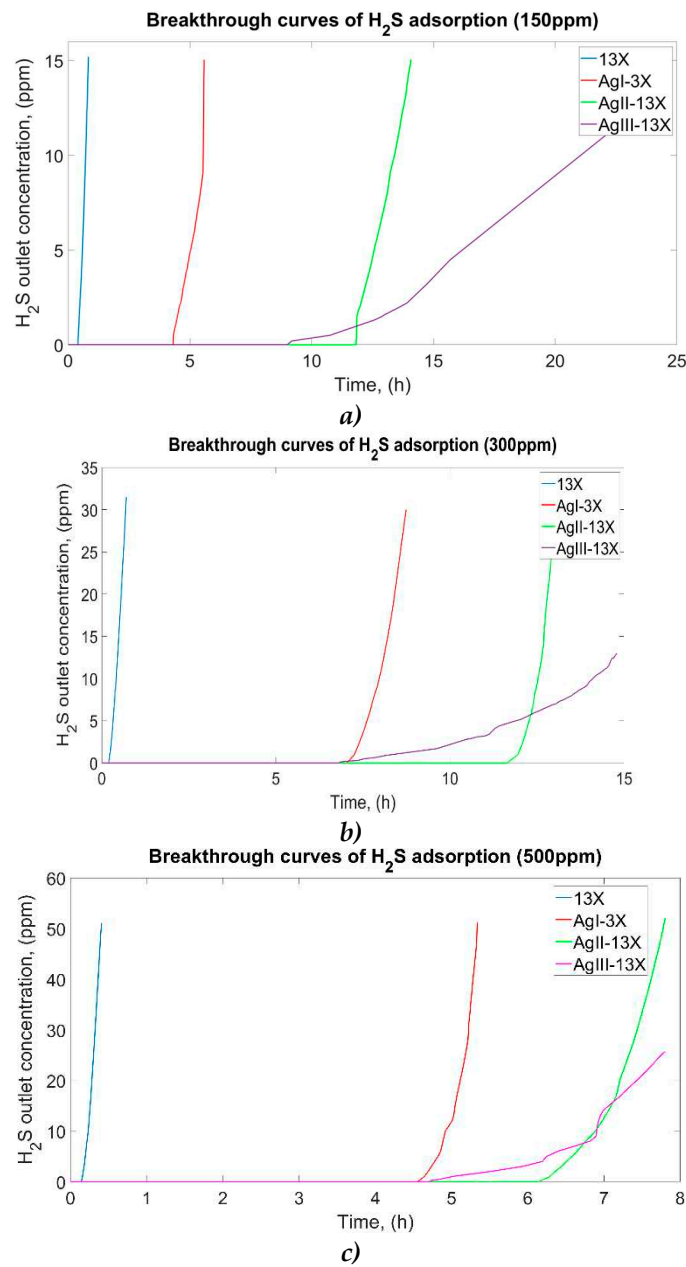 Breakthrough curves of H₂S adsorption (150ppm)
15
10
5
0
H₂S outlet concentration, (ppm)
13X
AgI-3X
AgII-13X
AgIII-13X
0 5 10 15 20 25
Time, (h)
a)
Breakthrough curves of H₂S adsorption (300ppm)
35
30
25
20
15
10
5
0
H₂S outlet concentration, (ppm)
13X
AgI-3X
AgII-13X
AgIII-13X
0 5 10 15
Time, (h)
b)
Breakthrough curves of H₂S adsorption (500ppm)
60
50
40
30
20
10
0
H₂S outlet concentration, (ppm)
13X
AgI-3X
AgII-13X
AgIII-13X
0 1 2 3 4 5 6 7 8
Time, (h)
c)